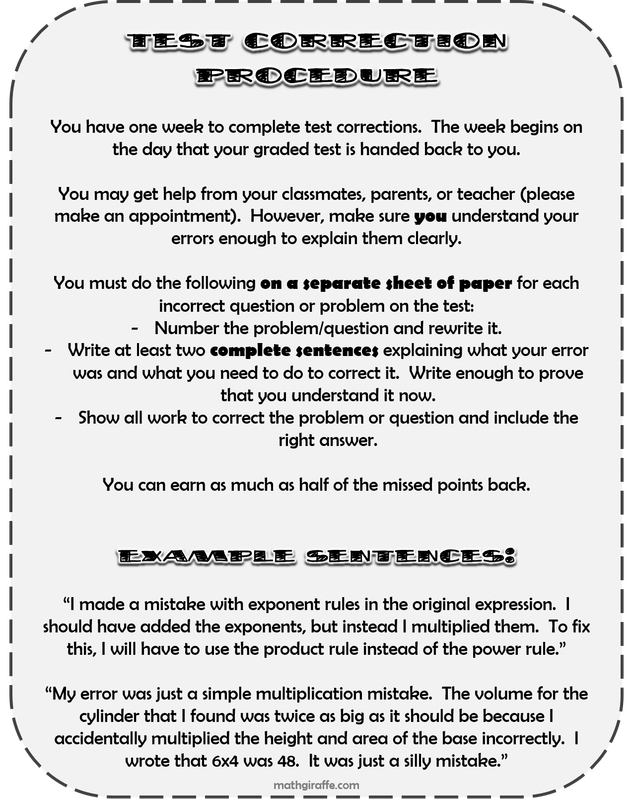 TEST CORRECTION
PROCEDURE
You have one week to complete test corrections.  The week begins on
the day that your graded test is handed back to you.
You may get help from your classmates, parents, or teacher (please
make an appointment).  However, make sure you understand your
errors enough to explain them clearly.
You must do the following on a separate sheet of paper for each
incorrect question or problem on the test:
- Number the problem/question and rewrite it.
- Write at least two complete sentences explaining what your error
was and what you need to do to correct it.  Write enough to prove
that you understand it now.
- Show all work to correct the problem or question and include the
right answer.
You can earn as much as half of the missed points back.
EXAMPLE SENTENCES:
“I made a mistake with exponent rules in the original expression.  I
should have added the exponents, but instead I multiplied them.  To fix
this, I will have to use the product rule instead of the power rule.”
“My error was just a simple multiplication mistake.  The volume for the
cylinder that I found was twice as big as it should be because I
accidentally multiplied the height and area of the base incorrectly.  I
wrote that 6x4 was 48.  It was just a silly mistake.”
mathgiraffe.com